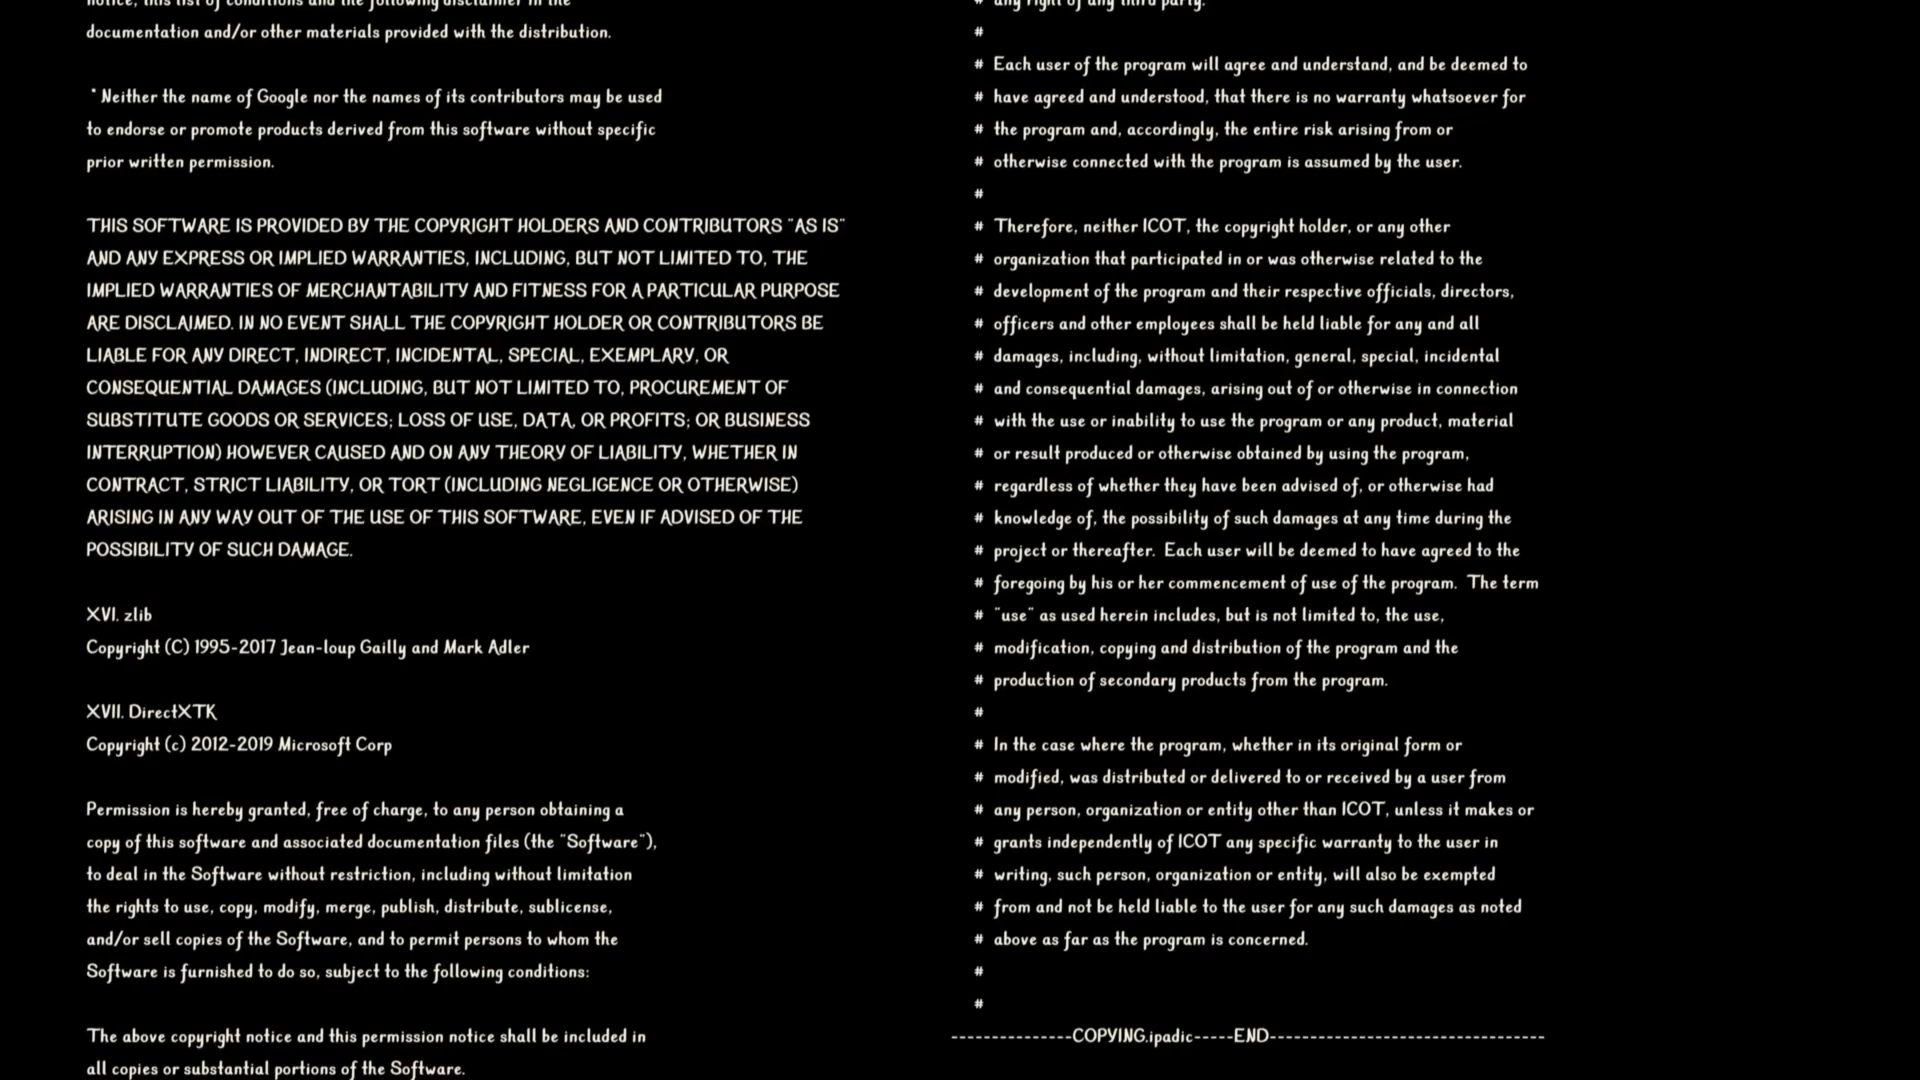 notice, this list of conditions and the following disclaimer in the
documentation and/or other materials provided with the distribution.
* Neither the name of Google nor the names of its contributors may be used
to endorse or promote products derived from this software without specific
prior written permission.
THIS SOFTWARE IS PROVIDED BY THE COPYRIGHT HOLDERS AND CONTRIBUTORS "AS IS"
AND ANY EXPRESS OR IMPLIED WARRANTIES, INCLUDING, BUT NOT LIMITED TO, THE
IMPLIED WARRANTIES OF MERCHANTABILITY AND FITNESS FOR A PARTICULAR PURPOSE
ARE DISCLAIMED. IN NO EVENT SHALL THE COPYRIGHT HOLDER OR CONTRIBUTORS BE
LIABLE FOR ANY DIRECT, INDIRECT, INCIDENTAL, SPECIAL, EXEMPLARY, OR
CONSEQUENTIAL DAMAGES (INCLUDING, BUT NOT LIMITED TO, PROCUREMENT OF
SUBSTITUTE GOODS OR SERVICES; LOSS OF USE, DATA, OR PROFITS; OR BUSINESS
INTERRUPTION) HOWEVER CAUSED AND ON ANY THEORY OF LIABILITY, WHETHER IN
CONTRACT, STRICT LIABILITY, OR TORT (INCLUDING NEGLIGENCE OR OTHERWISE)
ARISING IN ANY WAY OUT OF THE USE OF THIS SOFTWARE, EVEN IF ADVISED OF THE
POSSIBILITY OF SUCH DAMAGE.
XVI. zlib
Copyright (C) 1995-2017 Jean-loup Gailly and Mark Adler
XVII. DirectXTK
Copyright (c) 2012-2019 Microsoft Corp
Permission is hereby granted, free of charge, to any person obtaining a
copy of this software and associated documentation files (the "Software"),
to deal in the Software without restriction, including without limitation
the rights to use, copy, modify, merge, publish, distribute, sublicense,
and/or sell copies of the Software, and to permit persons to whom the
Software is furnished to do so, subject to the following conditions:
The above copyright notice and this permission notice shall be included in
all copies or substantial portions of the Software.
# any right of any third party.
#
# Each user of the program will agree and understand, and be deemed to
# have agreed and understood, that there is no warranty whatsoever for
# the program and, accordingly, the entire risk arising from or
# otherwise connected with the program is assumed by the user.
#
# Therefore, neither ICOT, the copyright holder, or any other
# organization that participated in or was otherwise related to the
# development of the program and their respective officials, directors,
# officers and other employees shall be held liable for any and all
# damages, including, without limitation, general, special, incidental
# and consequential damages, arising out of or otherwise in connection
# with the use or inability to use the program or any product, material
# or result produced or otherwise obtained by using the program,
# regardless of whether they have been advised of, or otherwise had
# knowledge of, the possibility of such damages at any time during the
# project or thereafter.  Each user will be deemed to have agreed to the
# foregoing by his or her commencement of use of the program.  The term
# "use" as used herein includes, but is not limited to, the use,
# modification, copying and distribution of the program and the
# production of secondary products from the program.
#
# In the case where the program, whether in its original form or
# modified, was distributed or delivered to or received by a user from
# any person, organization or entity other than ICOT, unless it makes or
# grants independently of ICOT any specific warranty to the user in
# writing, such person, organization or entity, will also be exempted
# from and not be held liable to the user for any such damages as noted
# above as far as the program is concerned.
#
#
---------------COPYING.ipadic-----END----------------------------------